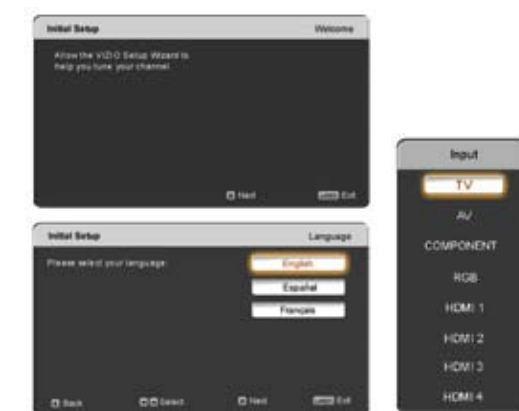 Initial Setup Welcome
Allow the VIZIO Setup Wizard to
help you tune your channel
Next Exit
Initial Setup Language
Please select your language:
English
Español
Français
Back Select Next Exit
Input
TV
AV
COMPONENT
RGB
HDMI 1
HDMI 2
HDMI 3
HDMI 4